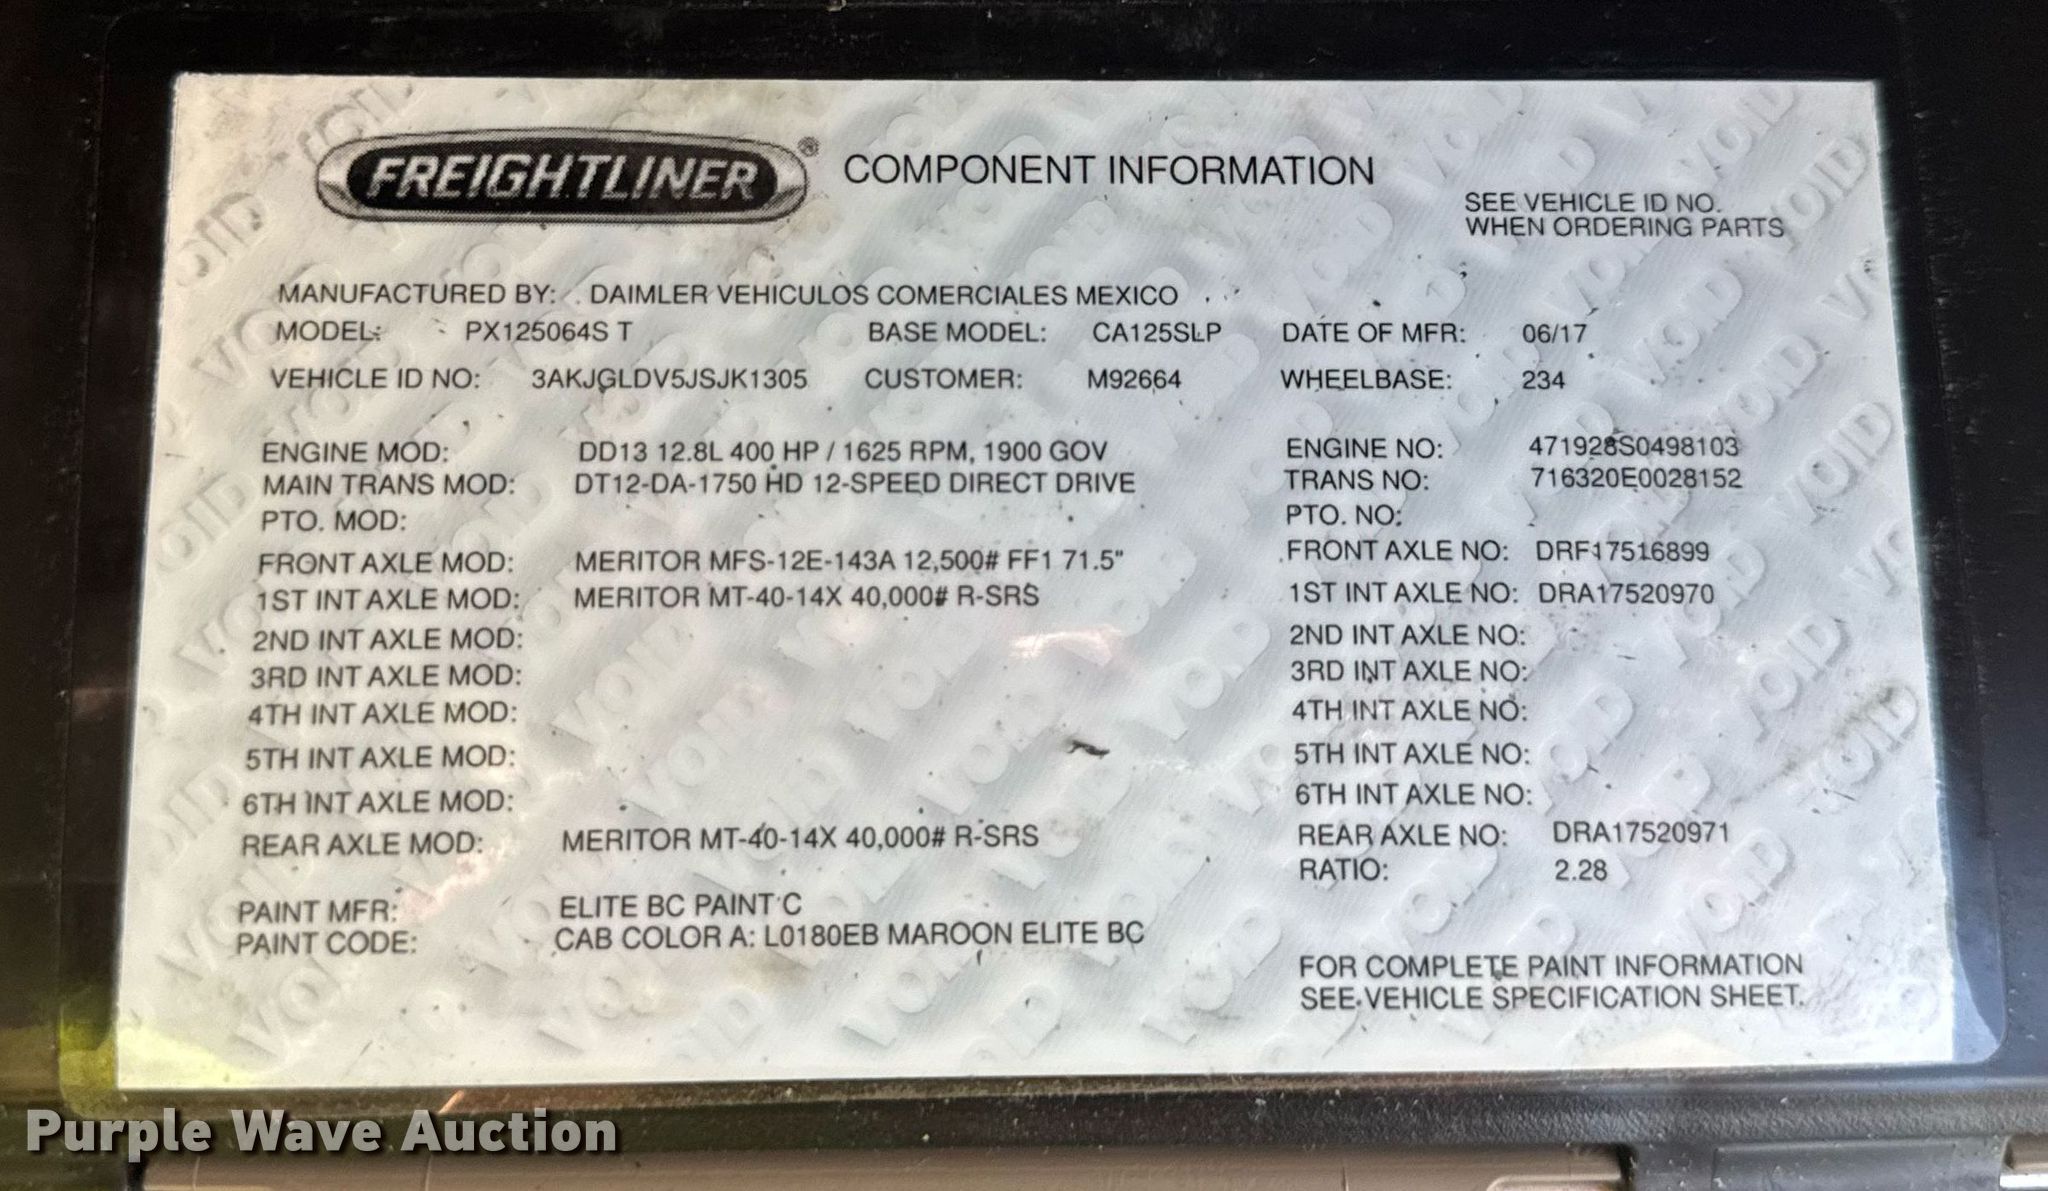 FREIGHTLINER® COMPONENT INFORMATION
SEE VEHICLE ID NO.
WHEN ORDERING PARTS
MANUFACTURED BY: DAIMLER VEHICULOS COMERCIALES MEXICO
MODEL: PX125064S T BASE MODEL: CA125SLP DATE OF MFR: 06/17
VEHICLE ID NO: 3AKJGLDV5JSJK1305 CUSTOMER: M92664 WHEELBASE: 234
ENGINE MOD: DD13 12.8L 400 HP / 1625 RPM, 1900 GOV ENGINE NO: 471928S0498103
MAIN TRANS MOD: DT12-DA-1750 HD 12-SPEED DIRECT DRIVE TRANS NO: 716320E0028152
PTO. MOD: PTO. NO:
FRONT AXLE MOD: MERITOR MFS-12E-143A 12,500# FF1 71.5" FRONT AXLE NO: DRF17516899
1ST INT AXLE MOD: MERITOR MT-40-14X 40,000# R-SRS 1ST INT AXLE NO: DRA17520970
2ND INT AXLE MOD: 2ND INT AXLE NO:
3RD INT AXLE MOD: 3RD INT AXLE NO:
4TH INT AXLE MOD: 4TH INT AXLE NO:
5TH INT AXLE MOD: 5TH INT AXLE NO:
6TH INT AXLE MOD: 6TH INT AXLE NO:
REAR AXLE MOD: MERITOR MT-40-14X 40,000# R-SRS REAR AXLE NO: DRA17520971
RATIO: 2.28
PAINT MFR: ELITE BC PAINT C
PAINT CODE: CAB COLOR A: L0180EB MAROON ELITE BC
FOR COMPLETE PAINT INFORMATION
SEE VEHICLE SPECIFICATION SHEET.
Purple Wave Auction